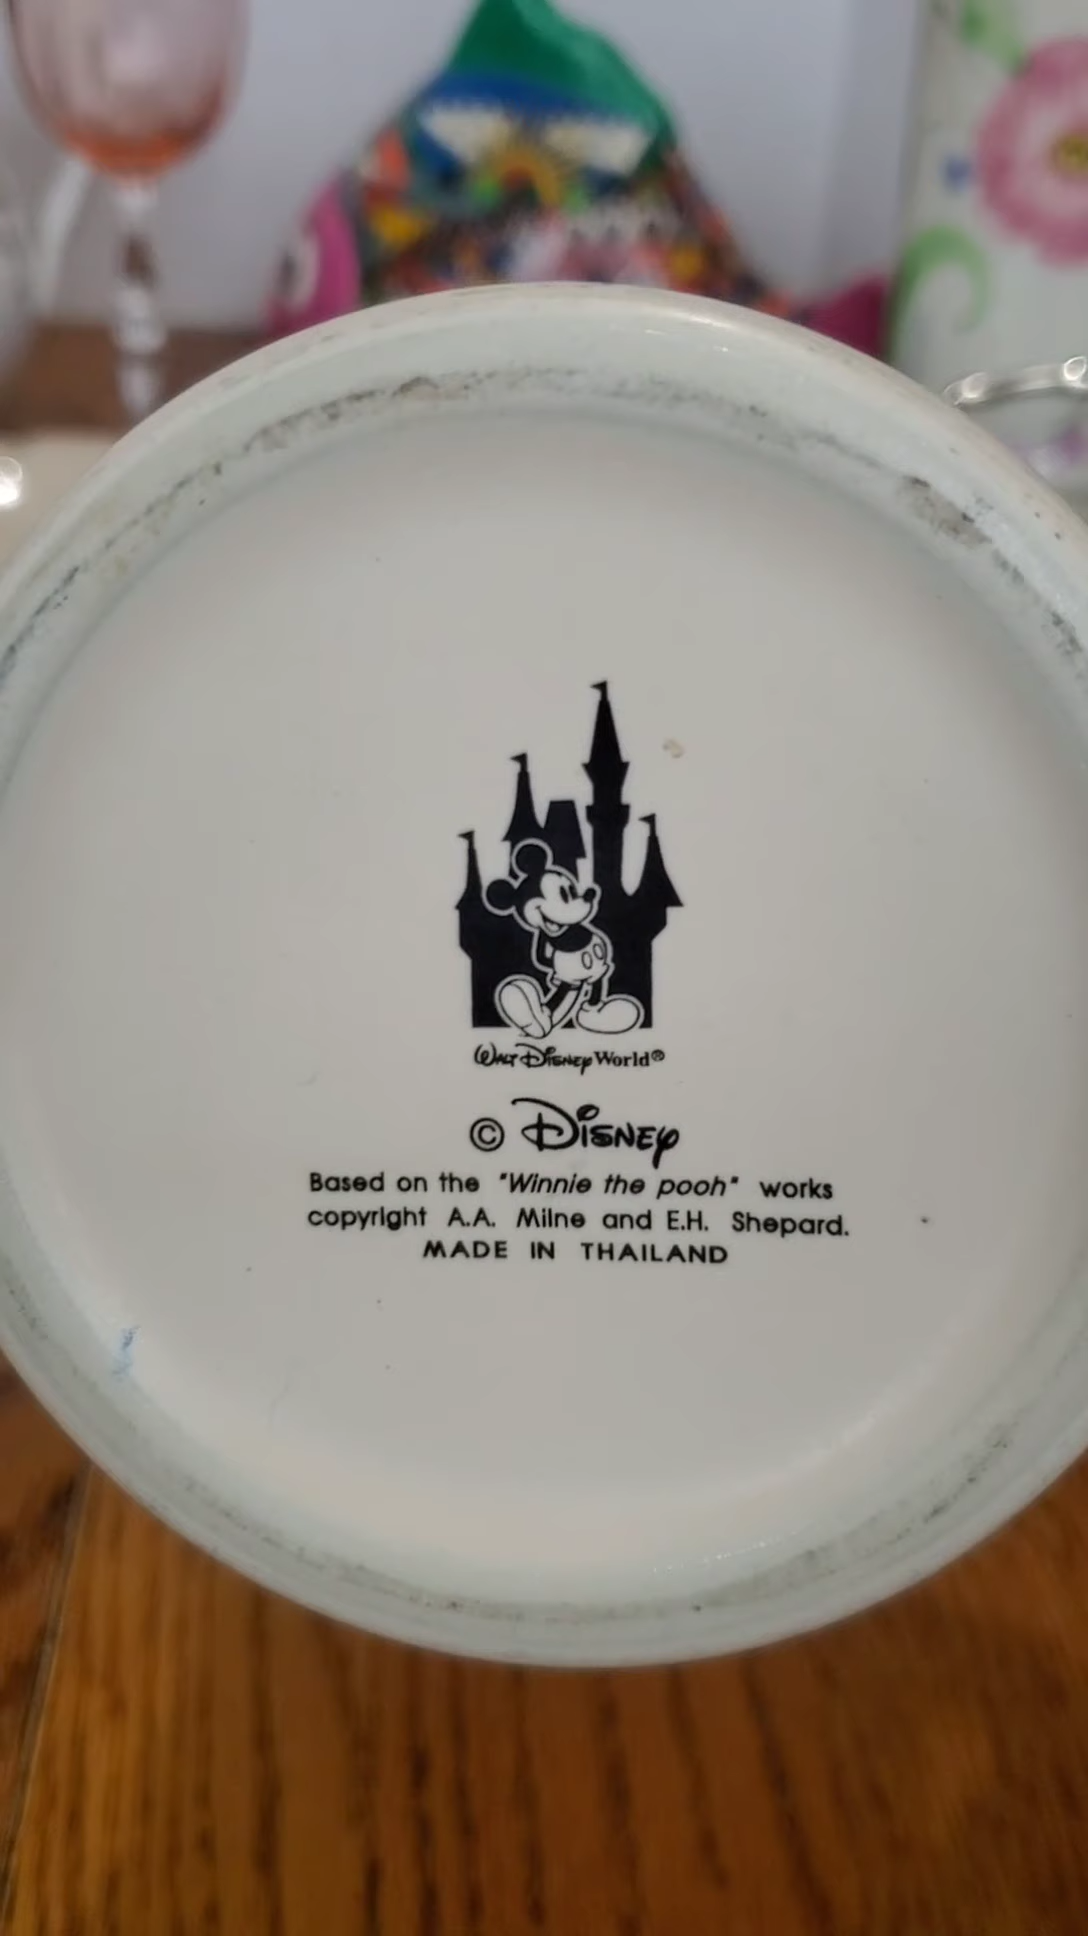 Walt Disney World®
© Disney
Based on the "Winnie the pooh" works
copyright A.A. Milne and E.H. Shepard.
MADE IN THAILAND